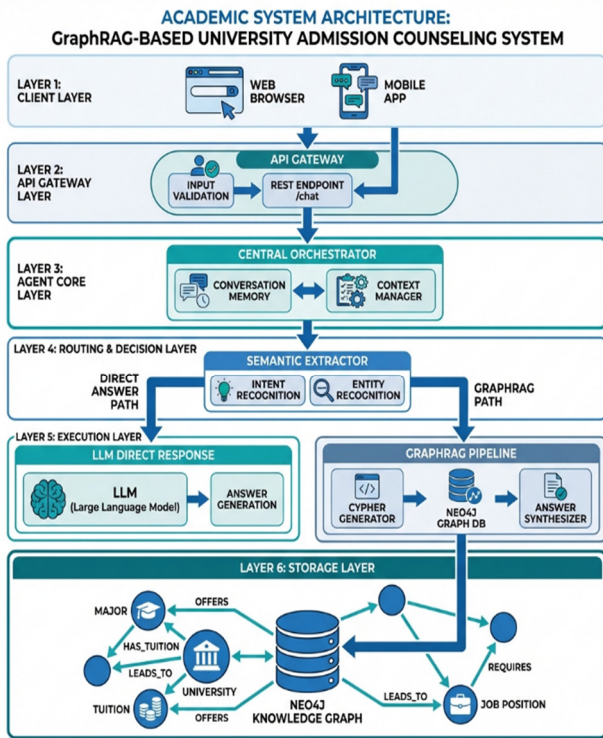 ACADEMIC SYSTEM ARCHITECTURE:
GraphRAG-BASED UNIVERSITY ADMISSION COUNSELING SYSTEM
LAYER 1:
CLIENT LAYER
WEB
BROWSER
MOBILE
APP
LAYER 2:
API GATEWAY
LAYER
API GATEWAY
INPUT
VALIDATION
REST ENDPOINT
/chat
LAYER 3:
AGENT CORE
LAYER
CENTRAL ORCHESTRATOR
CONVERSATION
MEMORY
CONTEXT
MANAGER
LAYER 4: ROUTING & DECISION LAYER
SEMANTIC EXTRACTOR
INTENT
RECOGNITION
ENTITY
RECOGNITION
DIRECT
ANSWER
PATH
GRAPHRAG
PATH
LAYER 5: EXECUTION LAYER
LLM DIRECT RESPONSE
LLM
(Large Language Model)
ANSWER
GENERATION
GRAPHRAG PIPELINE
CYPHER
GENERATOR
NEO4J
GRAPH DB
ANSWER
SYNTHESIZER
LAYER 6: STORAGE LAYER
MAJOR
OFFERS
HAS_TUITION
LEADS_TO
UNIVERSITY
TUITION
OFFERS
NEO4J
KNOWLEDGE GRAPH
LEADS_TO
REQUIRES
JOB POSITION